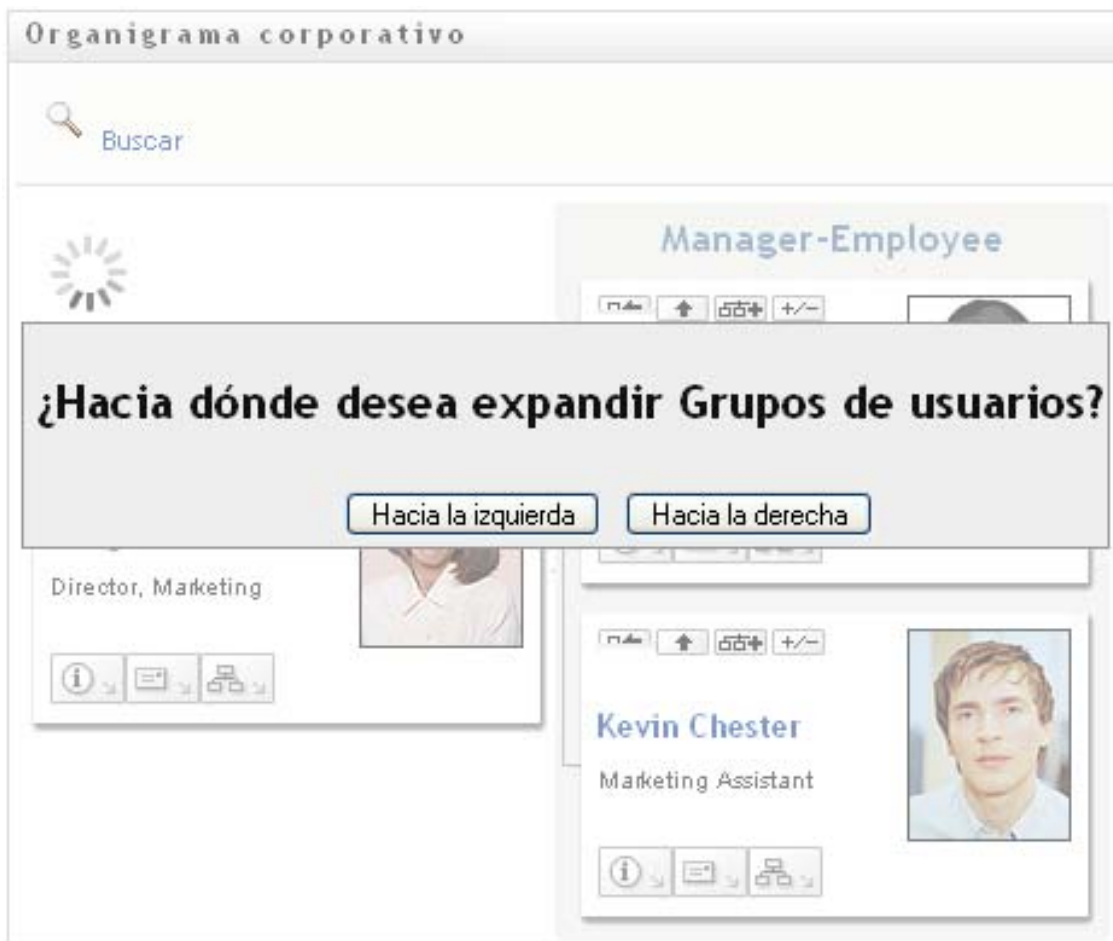 Organigrama corporativo
Buscar
Manager-Employee
+/-
¿Hacia dónde desea expandir Grupos de usuarios?
Hacia la izquierda
Hacia la derecha
Director, Marketing
+/-
Kevin Chester
Marketing Assistant